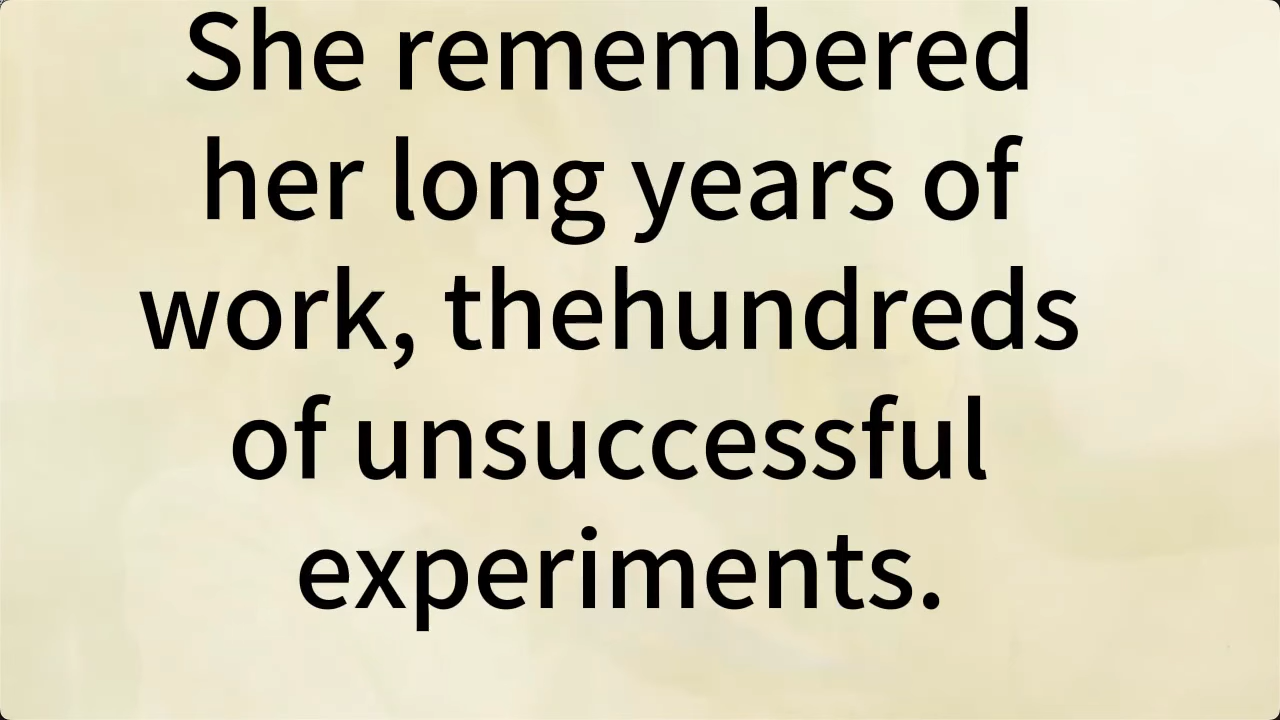 She remembered
her long years of
work, thehundreds
of unsuccessful
experiments.